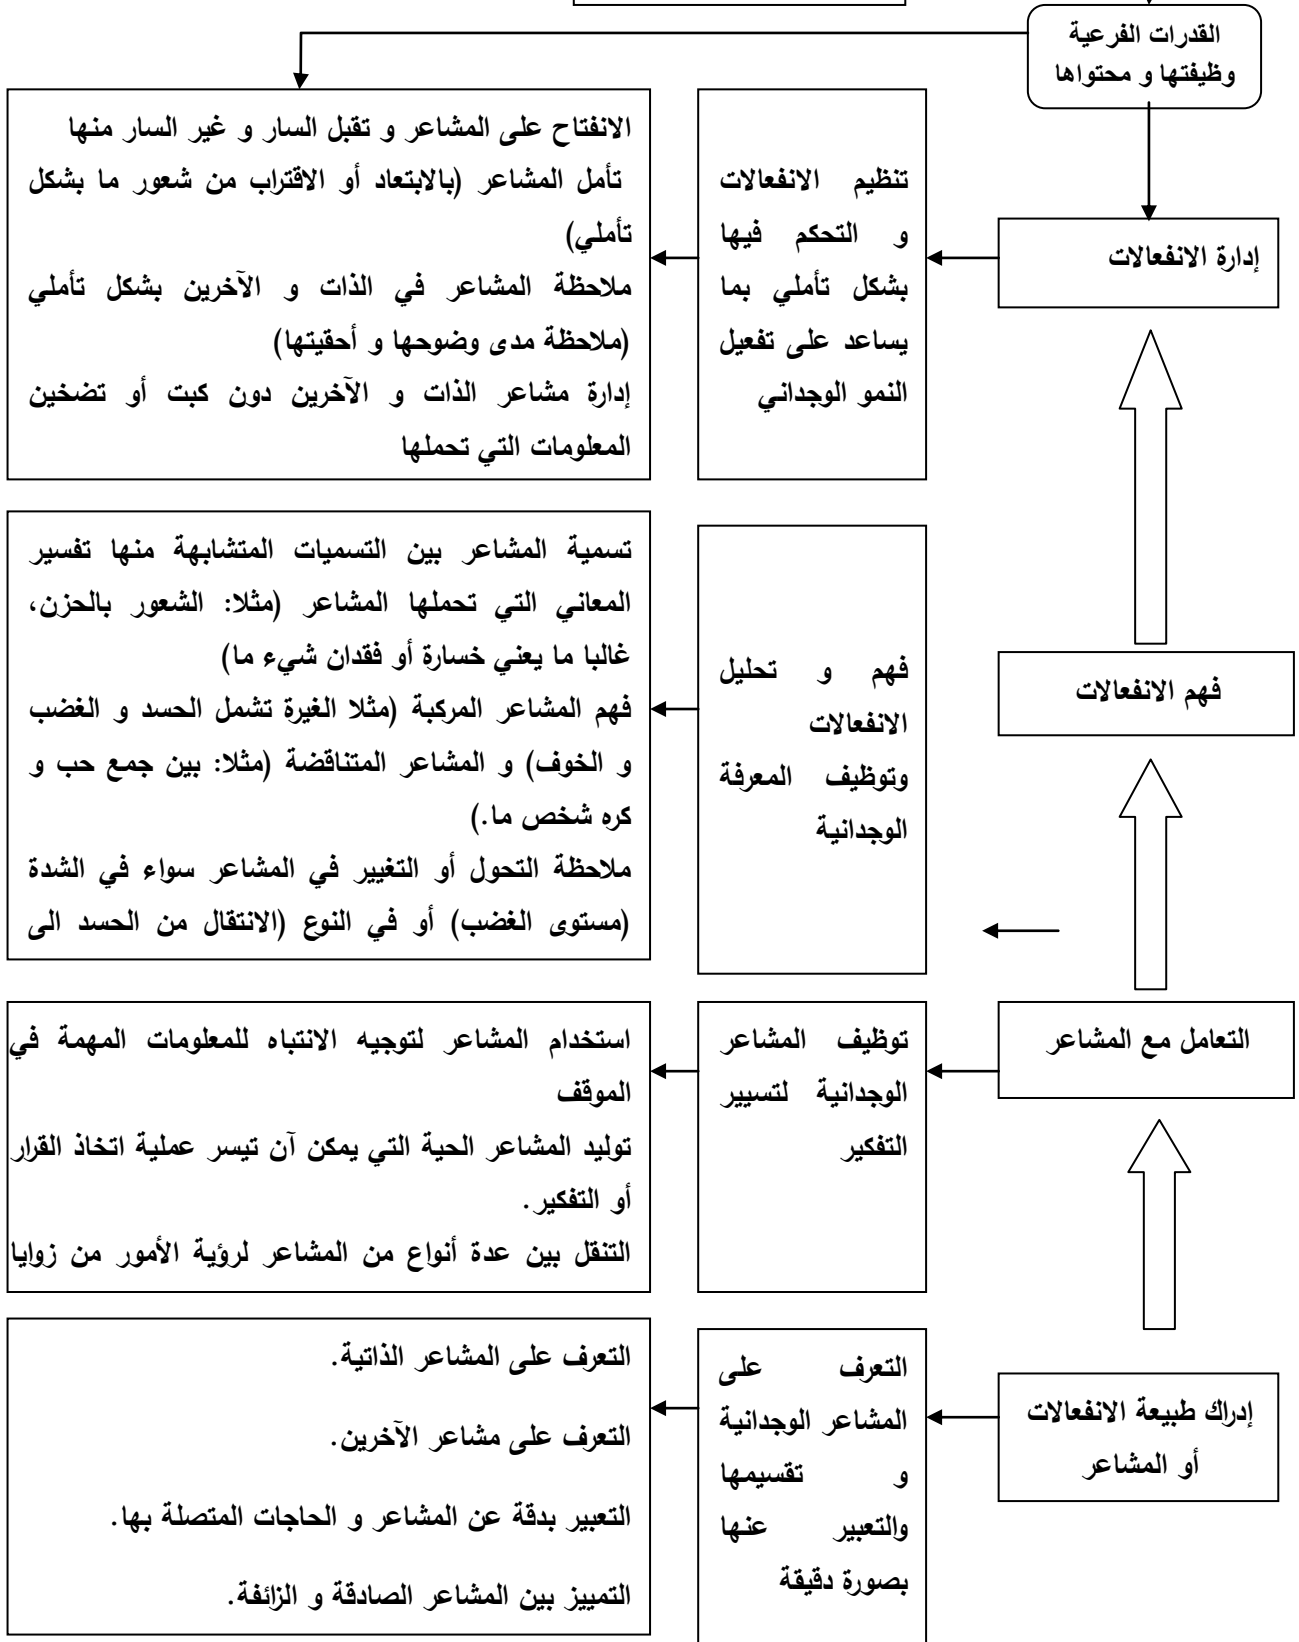 القدرات الفرعية
وظيفتها و محتواها
إدارة الانفعالات
تنظيم الانفعالات
و التحكم فيها
بشكل تأملي بما
يساعد على تفعيل
النمو الوجداني
الانفتاح على المشاعر و تقبل السار و غير السار منها
تأمل المشاعر (بالابتعاد أو الاقتراب من شعور ما بشكل
تأملي)
ملاحظة المشاعر في الذات و الآخرين بشكل تأملي
(ملاحظة مدى وضوحها و أحقيتها)
إدارة مشاعر الذات و الآخرين دون كبت أو تضخين
المعلومات التي تحملها
فهم الانفعالات
فهم و تحليل
الانفعالات
وتوظيف المعرفة
الوجدانية
تسمية المشاعر بين التسميات المتشابهة منها تفسير
المعاني التي تحملها المشاعر (مثلا: الشعور بالحزن،
غالبا ما يعني خسارة أو فقدان شيء ما)
فهم المشاعر المركبة (مثلا الغيرة تشمل الحسد و الغضب
و الخوف) و المشاعر المتناقضة (مثلا: بين جمع حب و
كره شخص ما.)
ملاحظة التحول أو التغيير في المشاعر سواء في الشدة
(مستوى الغضب) أو في النوع (الانتقال من الحسد الى
التعامل مع المشاعر
توظيف المشاعر
الوجدانية لتسيير
التفكير
استخدام المشاعر لتوجيه الانتباه للمعلومات المهمة في
الموقف
توليد المشاعر الحية التي يمكن آن تيسر عملية اتخاذ القرار
أو التفكير.
التنقل بين عدة أنواع من المشاعر لرؤية الأمور من زوايا
إدراك طبيعة الانفعالات
أو المشاعر
التعرف على
المشاعر الوجدانية
و تقسيمها
والتعبير عنها
بصورة دقيقة
التعرف على المشاعر الذاتية.
التعرف على مشاعر الآخرين.
التعبير بدقة عن المشاعر و الحاجات المتصلة بها.
التمييز بين المشاعر الصادقة و الزائفة.